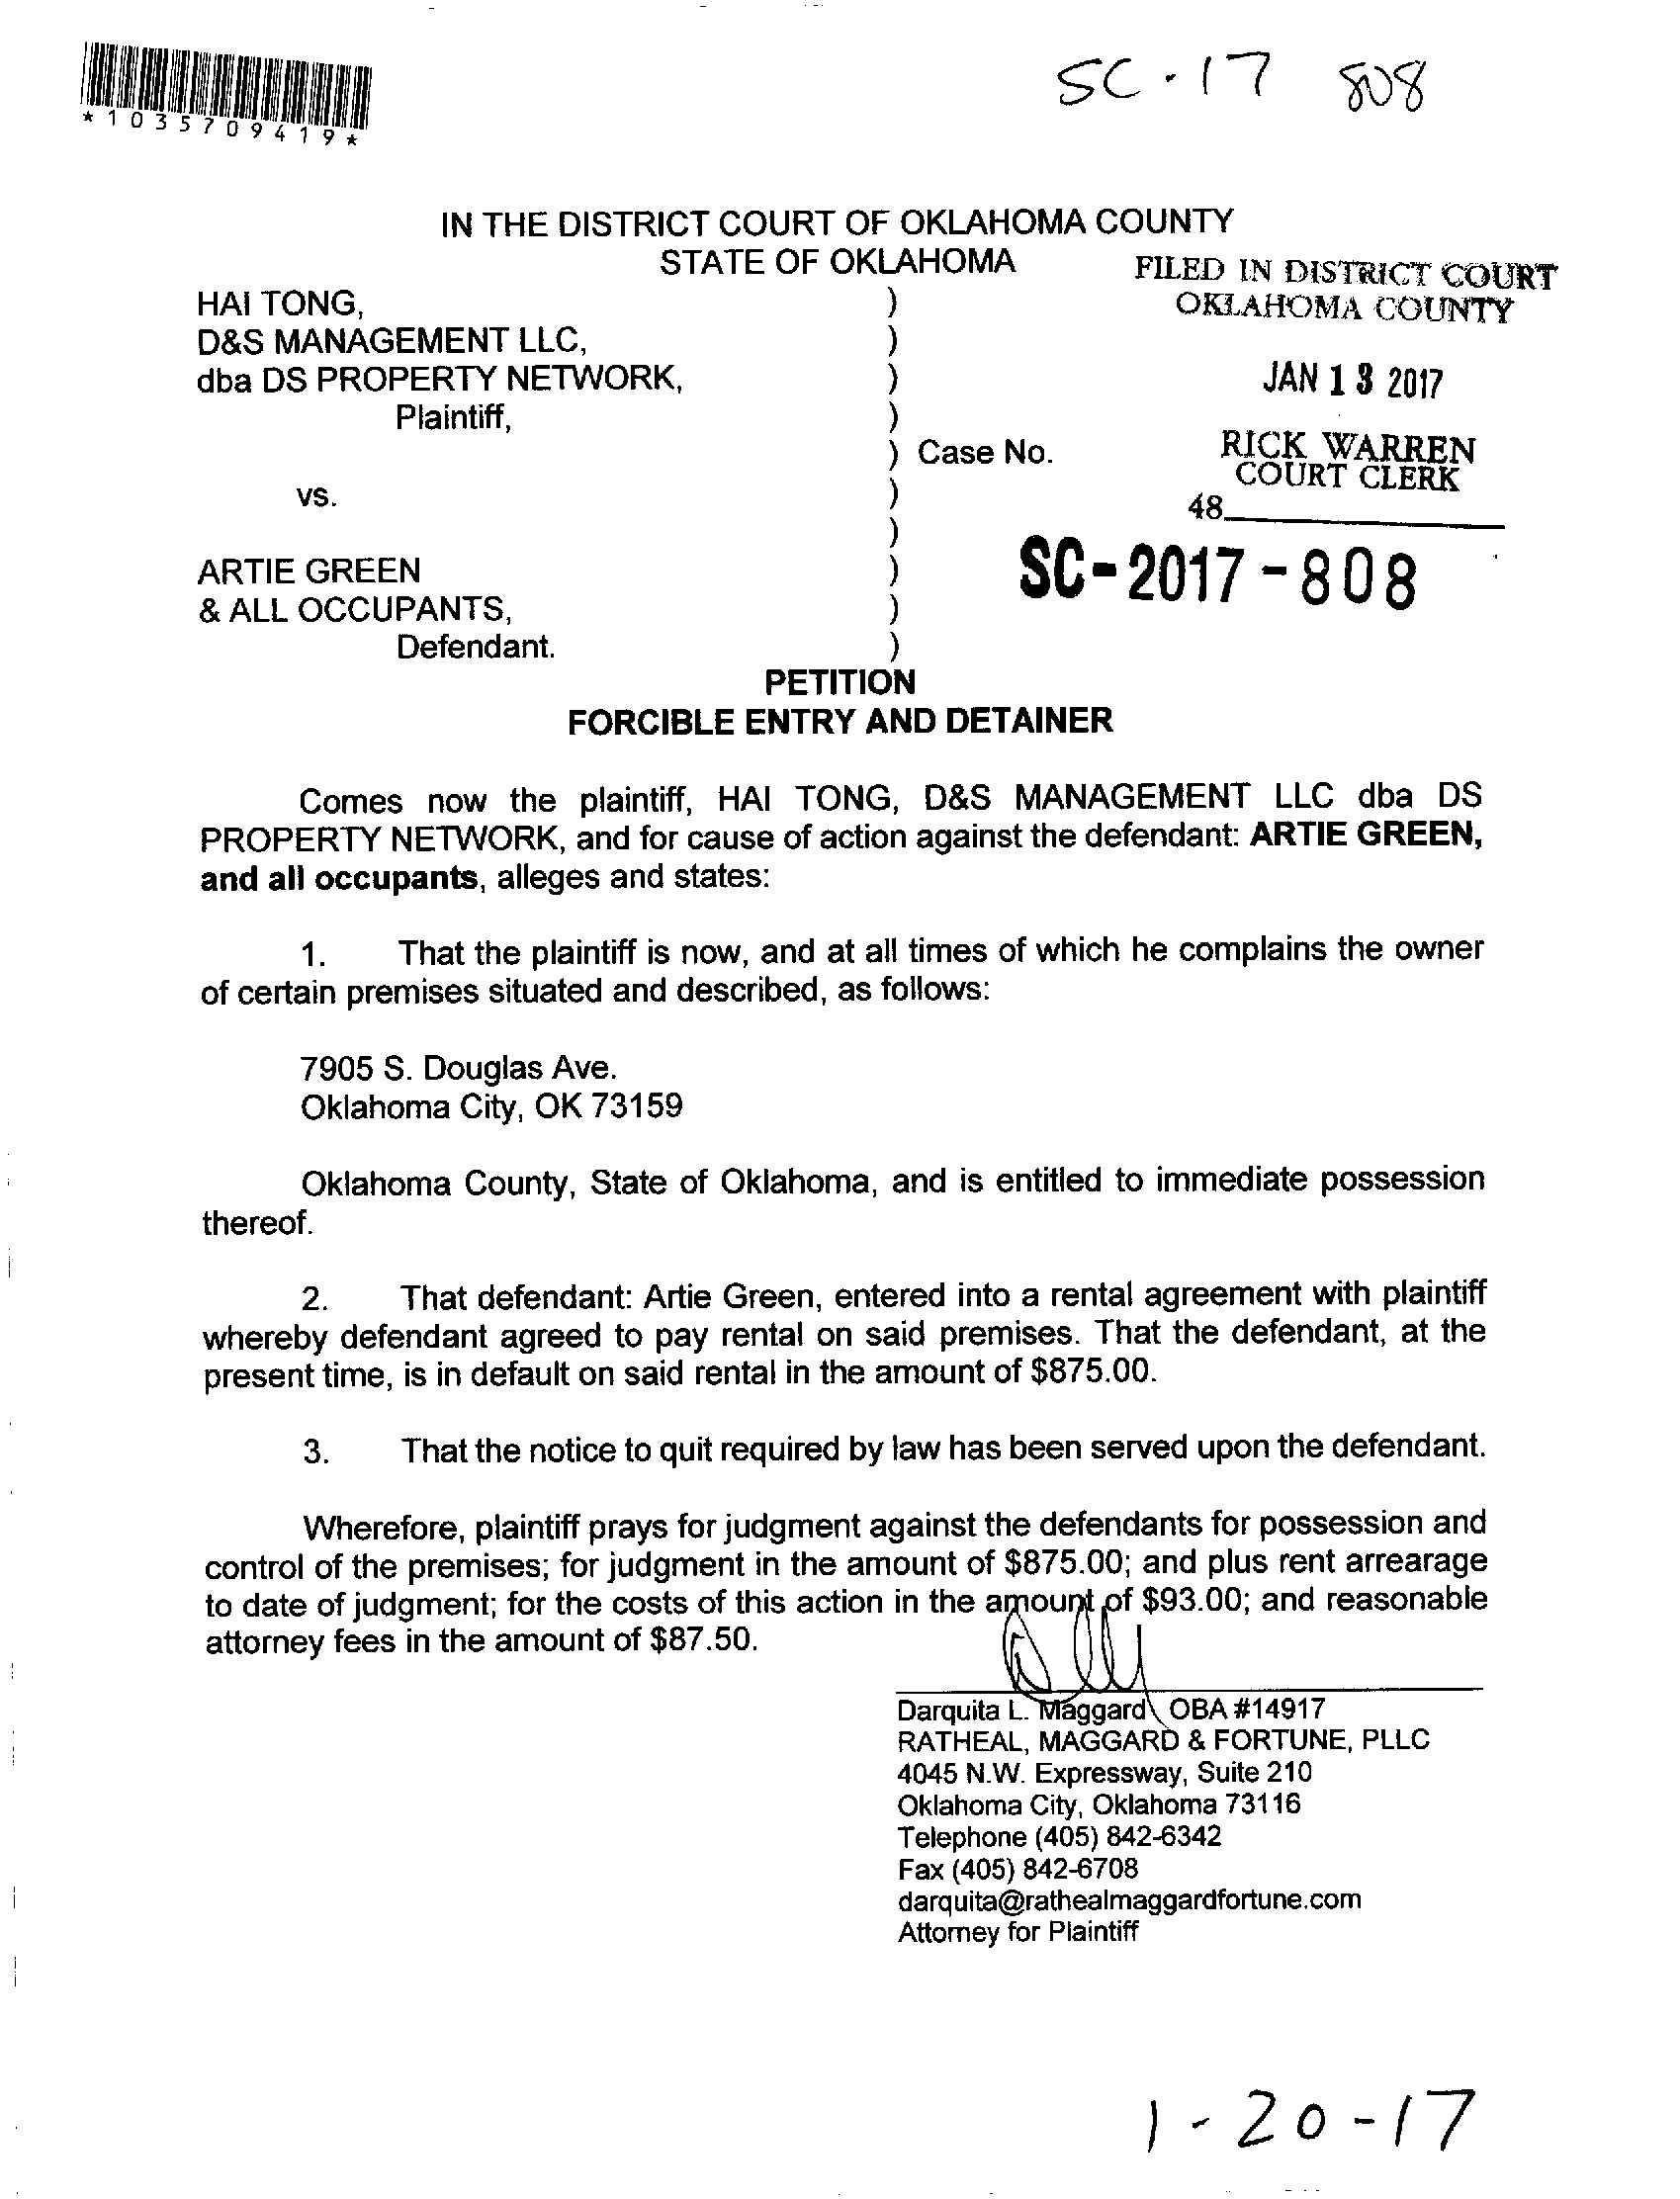 SC-17 808
*1035709419*
IN THE DISTRICT COURT OF OKLAHOMA COUNTY
STATE OF OKLAHOMA
FILED IN DISTRICT COURT
OKLAHOMA COUNTY
HAI TONG, )
D&S MANAGEMENT LLC, )
dba DS PROPERTY NETWORK, )
JAN 13 2017
Plaintiff, )
) Case No.
RICK WARREN
COURT CLERK
vs. )
48
)
ARTIE GREEN )
SC-2017-808
& ALL OCCUPANTS, )
Defendant. )
PETITION
FORCIBLE ENTRY AND DETAINER
Comes now the plaintiff, HAI TONG, D&S MANAGEMENT LLC dba DS
PROPERTY NETWORK, and for cause of action against the defendant: ARTIE GREEN,
and all occupants, alleges and states:
1. That the plaintiff is now, and at all times of which he complains the owner
of certain premises situated and described, as follows:
7905 S. Douglas Ave.
Oklahoma City, OK 73159
Oklahoma County, State of Oklahoma, and is entitled to immediate possession
thereof.
2. That defendant: Artie Green, entered into a rental agreement with plaintiff
whereby defendant agreed to pay rental on said premises. That the defendant, at the
present time, is in default on said rental in the amount of $875.00.
3. That the notice to quit required by law has been served upon the defendant.
Wherefore, plaintiff prays for judgment against the defendants for possession and
control of the premises; for judgment in the amount of $875.00; and plus rent arrearage
to date of judgment; for the costs of this action in the amount of $93.00; and reasonable
attorney fees in the amount of $87.50.
Darquita L. Maggard OBA #14917
RATHEAL, MAGGARD & FORTUNE, PLLC
4045 N.W. Expressway, Suite 210
Oklahoma City, Oklahoma 73116
Telephone (405) 842-6342
Fax (405) 842-6708
darquita@rathealmaggardfortune.com
Attorney for Plaintiff
1-20-17